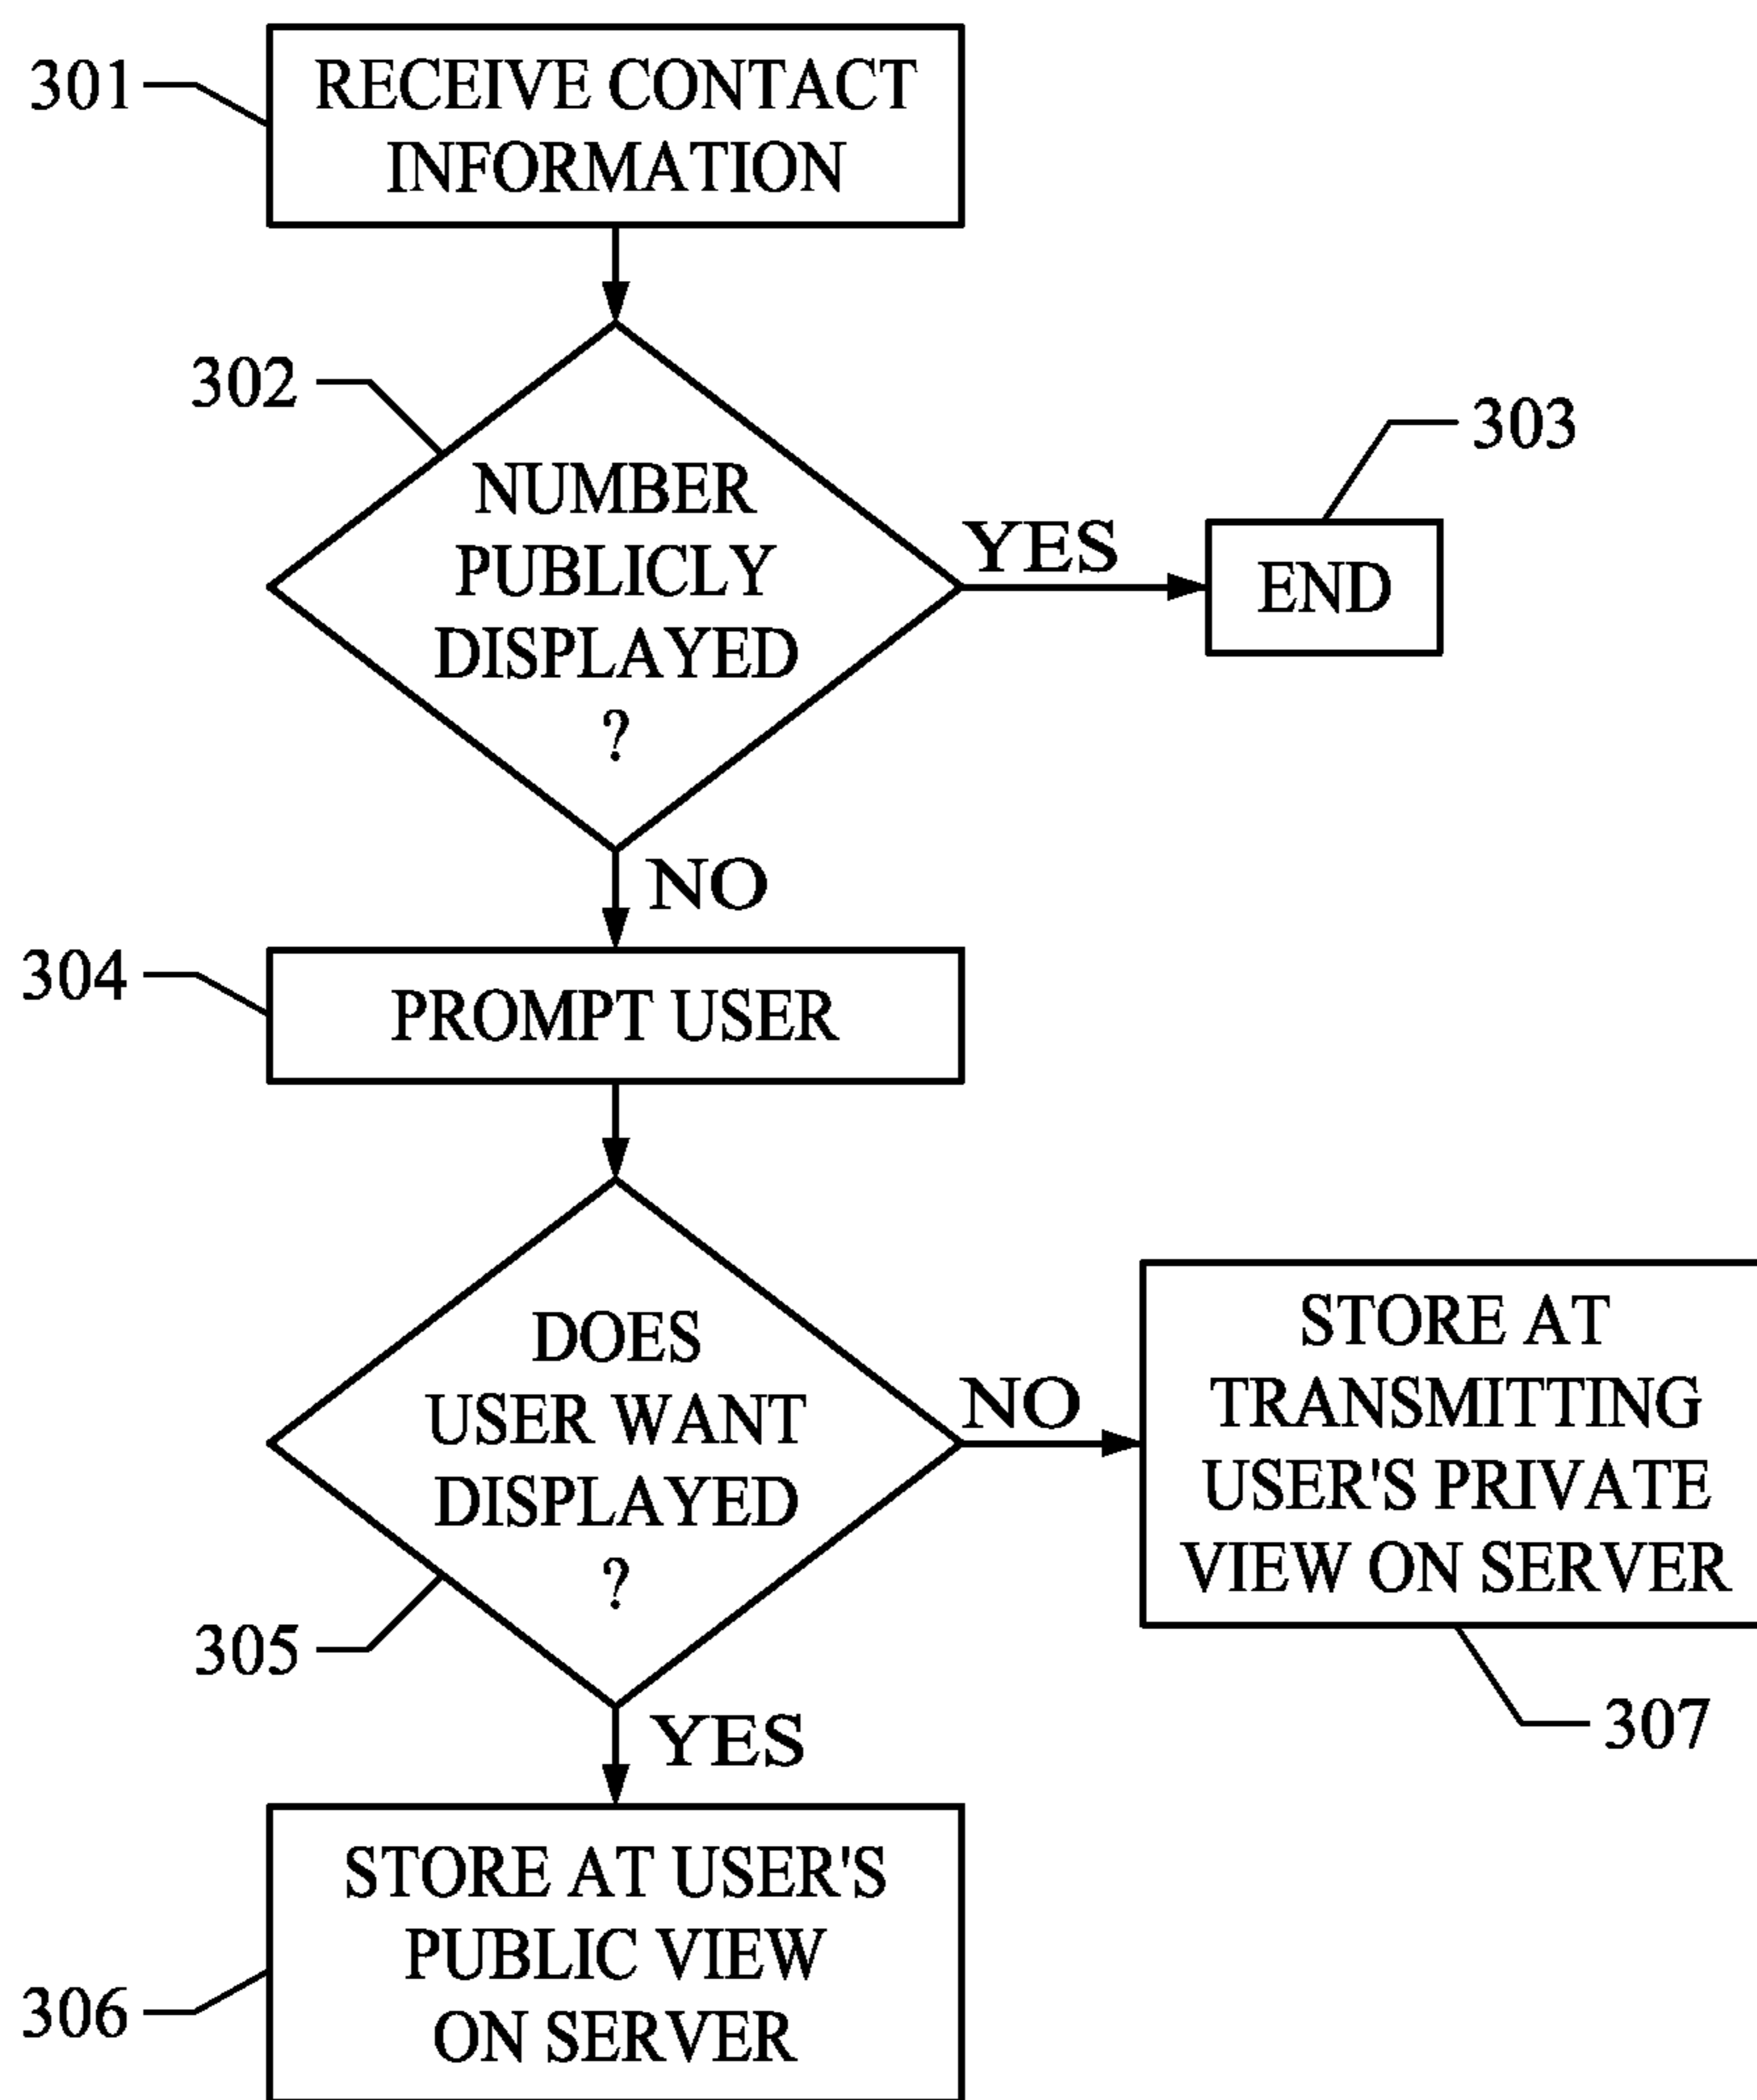 301
RECEIVE CONTACT
INFORMATION
302
NUMBER
PUBLICLY
DISPLAYED
?
YES
303
END
NO
304
PROMPT USER
DOES
USER WANT
DISPLAYED
?
305
NO
STORE AT
TRANSMITTING
USER'S PRIVATE
VIEW ON SERVER
307
YES
STORE AT USER'S
PUBLIC VIEW
ON SERVER
306